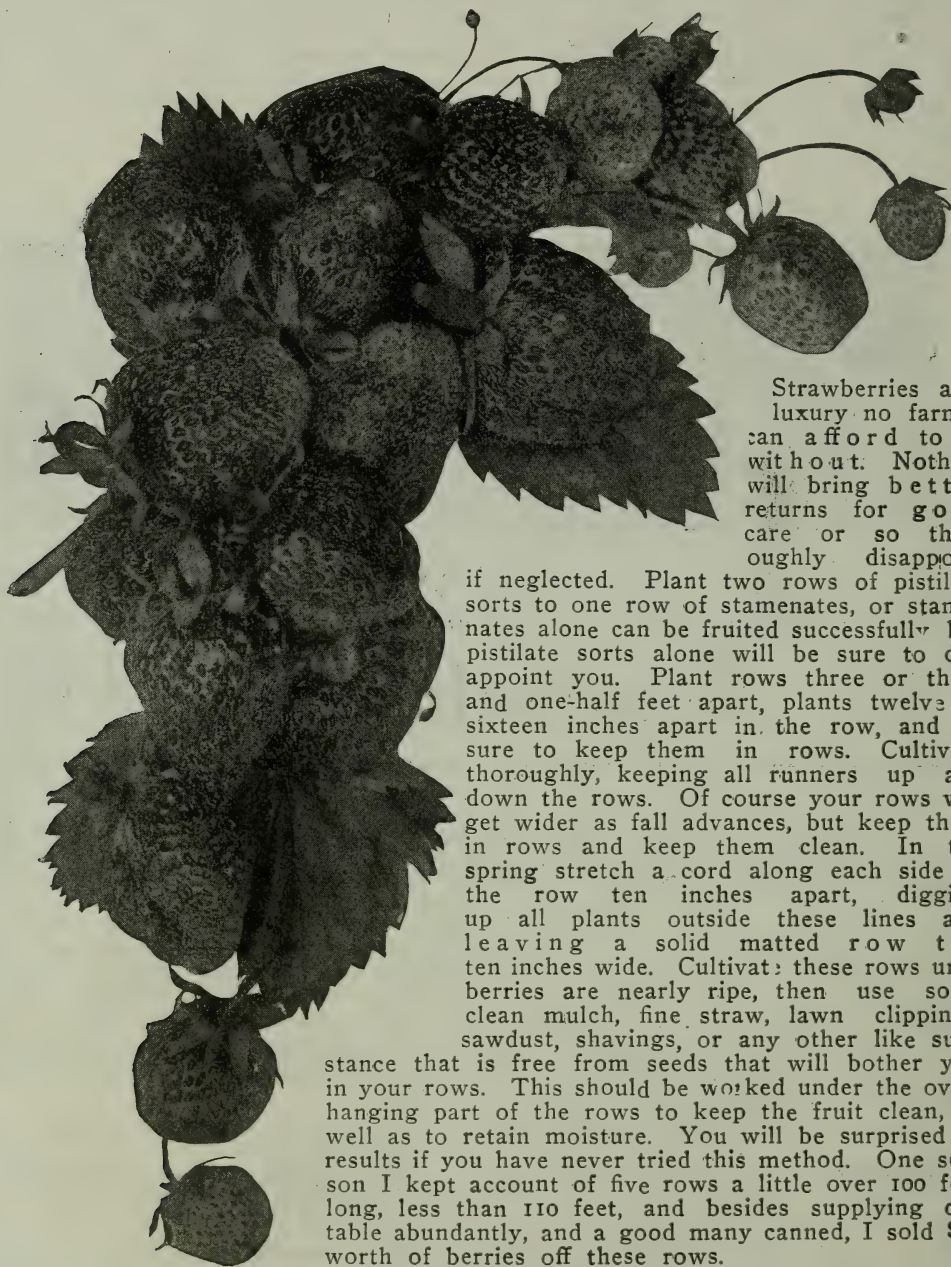 Strawberries a
luxury no farm
can afford to
without. Noth
will bring bett
returns for go
care or so th
oughly disappo
if neglected. Plant two rows of pistil
sorts to one row of stamenates, or stam
nates alone can be fruited successfully
pistilate sorts alone will be sure to
appoint you. Plant rows three or th
and one-half feet apart, plants twelve
sixteen inches apart in the row, and
sure to keep them in rows. Cultiv
thoroughly, keeping all runners up a
down the rows. Of course your rows w
get wider as fall advances, but keep the
in rows and keep them clean. In t
spring stretch a cord along each side
the row ten inches apart, diggi
up all plants outside these lines a
leaving a solid matted row t
ten inches wide. Cultivate these rows un
berries are nearly ripe, then use so
clean mulch, fine straw, lawn clippin
sawdust, shavings, or any other like su
stance that is free from seeds that will bother y
in your rows. This should be worked under the ov
hanging part of the rows to keep the fruit clean,
well as to retain moisture. You will be surprised
results if you have never tried this method. One s
son I kept account of five rows a little over 100 f
long, less than 110 feet, and besides supplying o
table abundantly, and a good many canned, I sold
worth of berries off these rows.